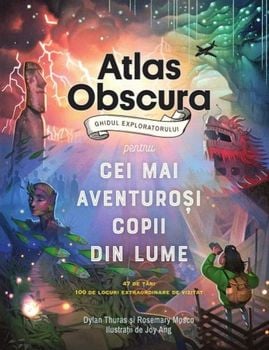 Atlas
Obscura
GHIDUL EXPLORATORULUI
pentru
CEI MAI
AVENTUROȘI
COPII
DIN LUME
47 DE ȚĂRI
100 DE LOCURI EXTRAORDINARE DE VIZITAT
Dylan Thuras și Rosemary Mosco
Ilustrații de Joy Ang